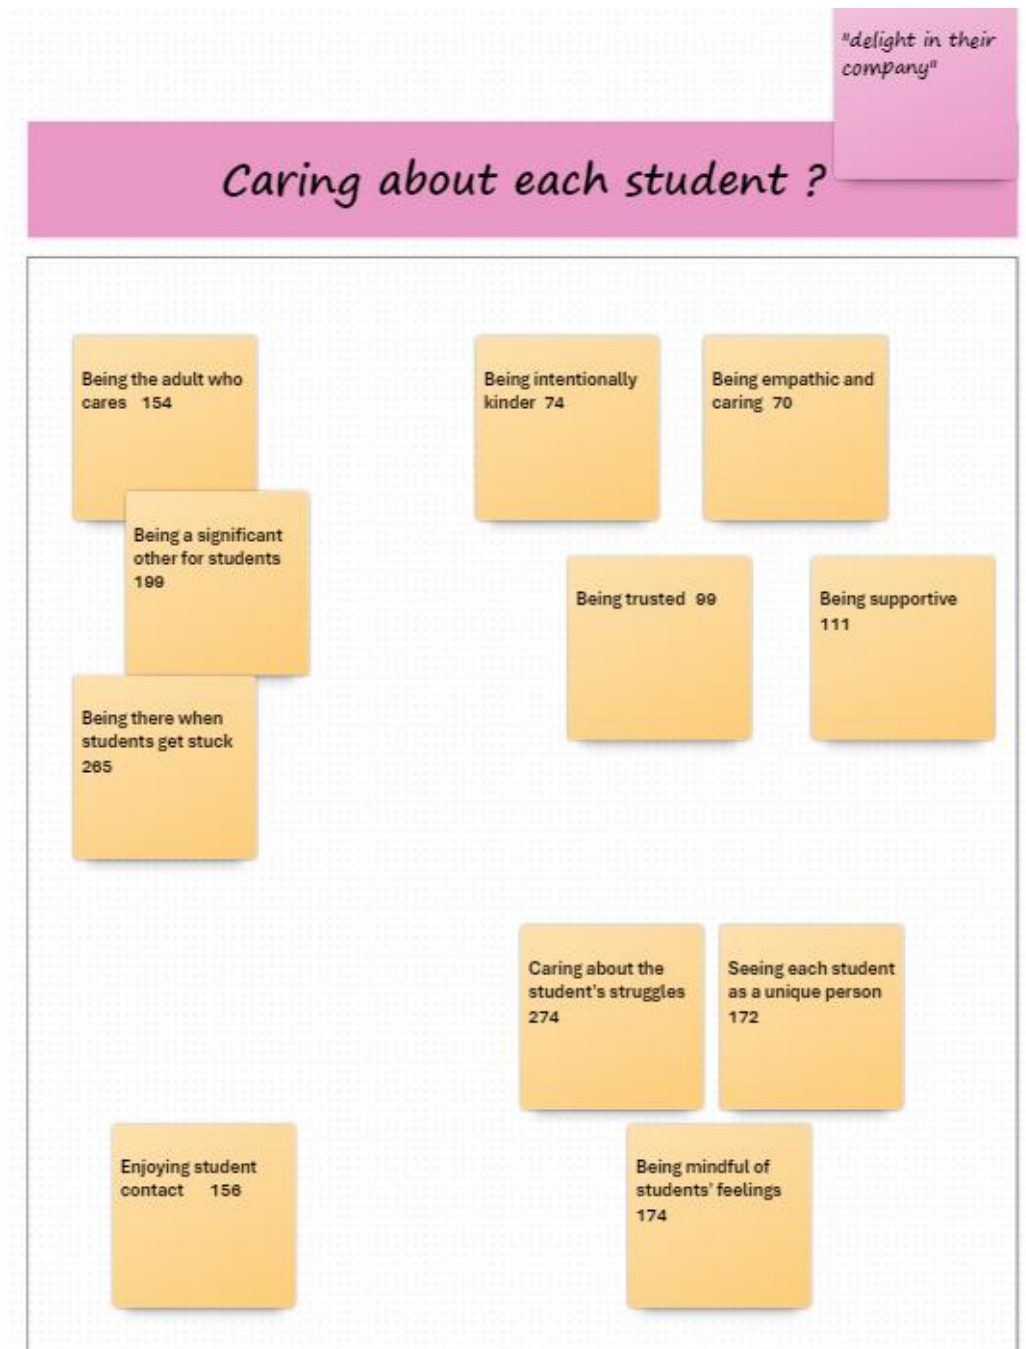 "delight in their
company"
Caring about each student ?
Being the adult who
cares 154
Being a significant
other for students
199
Being there when
students get stuck
265
Being intentionally
kinder 74
Being empathic and
caring 70
Being trusted 99
Being supportive
111
Caring about the
student's struggles
274
Seeing each student
as a unique person
172
Being mindful of
students' feelings
174
Enjoying student
contact 156